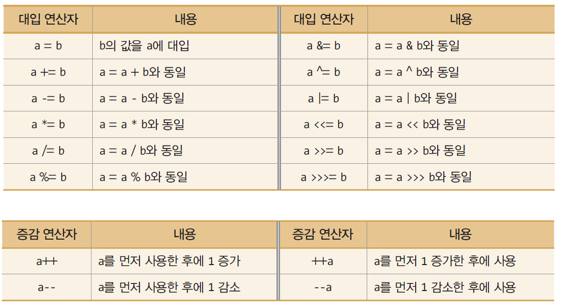 대입 연산자 내용 대입 연산자 내용
a = b b의 값을 a에 대입 a &= b a = a & b와 동일
a += b a = a + b와 동일 a ^= b a = a ^ b와 동일
a -= b a = a - b와 동일 a |= b a = a | b와 동일
a *= b a = a * b와 동일 a <<= b a = a << b와 동일
a /= b a = a / b와 동일 a >>= b a = a >> b와 동일
a %= b a = a % b와 동일 a >>>= b a = a >>> b와 동일
증감 연산자 내용 증감 연산자 내용
a++ a를 먼저 사용한 후에 1 증가 ++a a를 먼저 1 증가한 후에 사용
a-- a를 먼저 사용한 후에 1 감소 --a a를 먼저 1 감소한 후에 사용